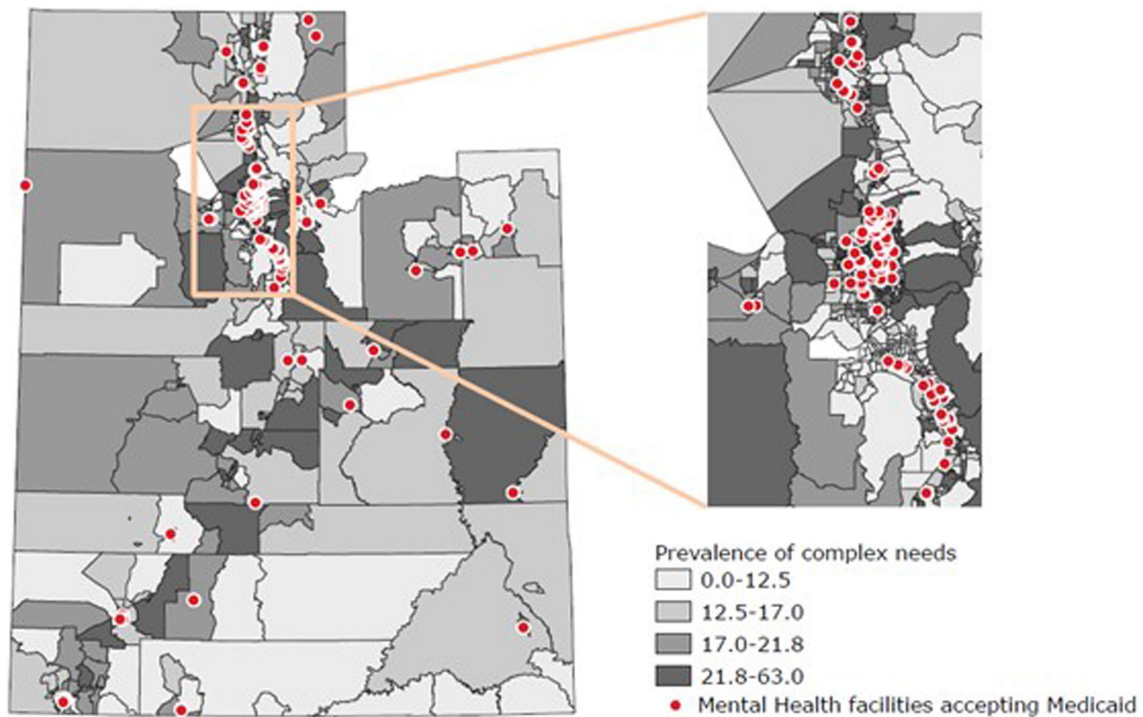 Prevalence of complex needs
0.0-12.5
12.5-17.0
17.0-21.8
21.8-63.0
Mental Health facilities accepting Medicaid